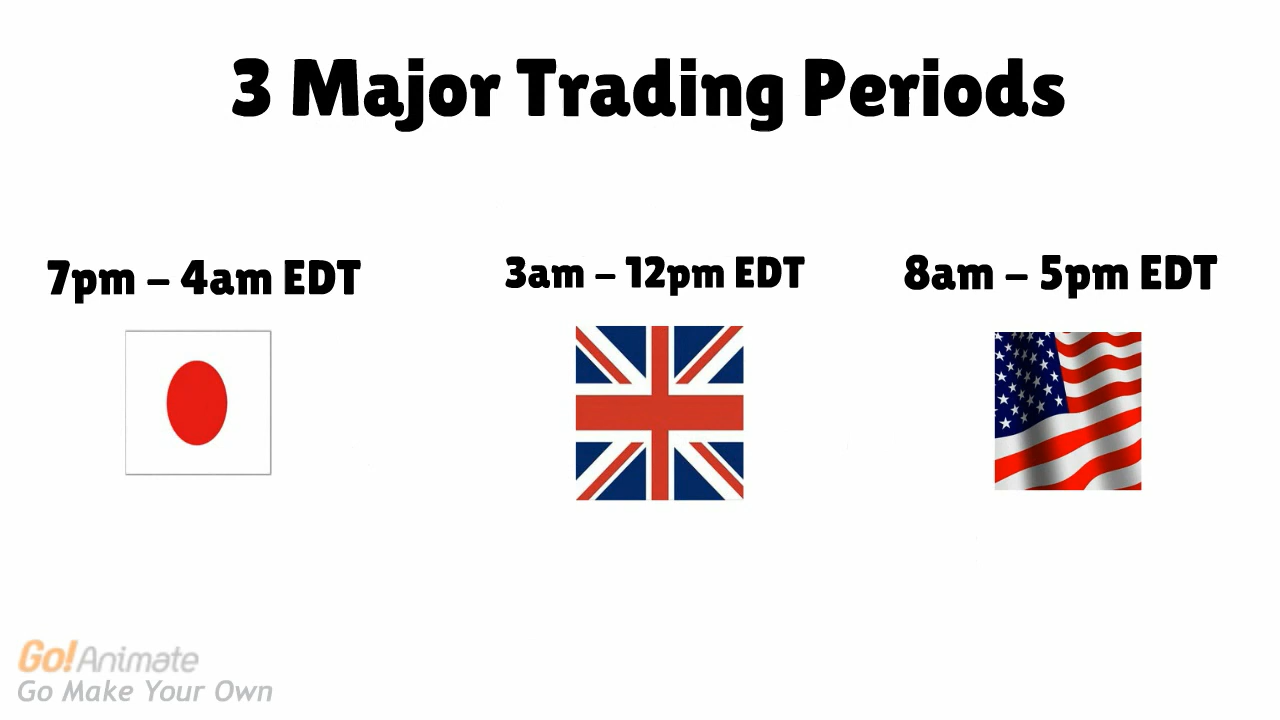 3 Major Trading Periods
7pm – 4am EDT
3am – 12pm EDT
8am – 5pm EDT
Go!Animate
Go Make Your Own